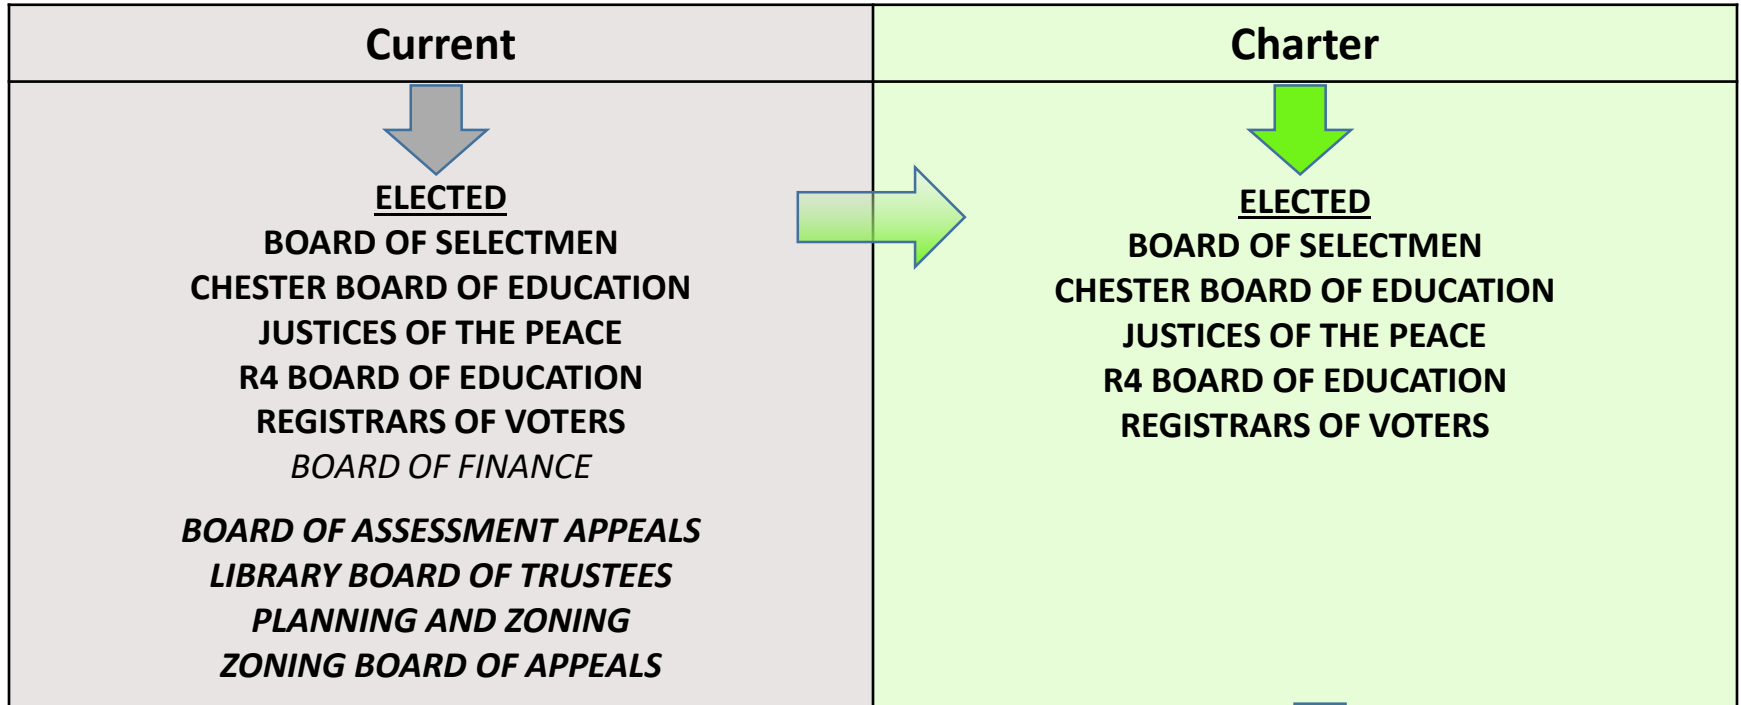 Current
ELECTED
BOARD OF SELECTMEN
CHESTER BOARD OF EDUCATION
JUSTICES OF THE PEACE
R4 BOARD OF EDUCATION
REGISTRARS OF VOTERS
BOARD OF FINANCE
BOARD OF ASSESSMENT APPEALS
LIBRARY BOARD OF TRUSTEES
PLANNING AND ZONING
ZONING BOARD OF APPEALS
Charter
ELECTED
BOARD OF SELECTMEN
CHESTER BOARD OF EDUCATION
JUSTICES OF THE PEACE
R4 BOARD OF EDUCATION
REGISTRARS OF VOTERS